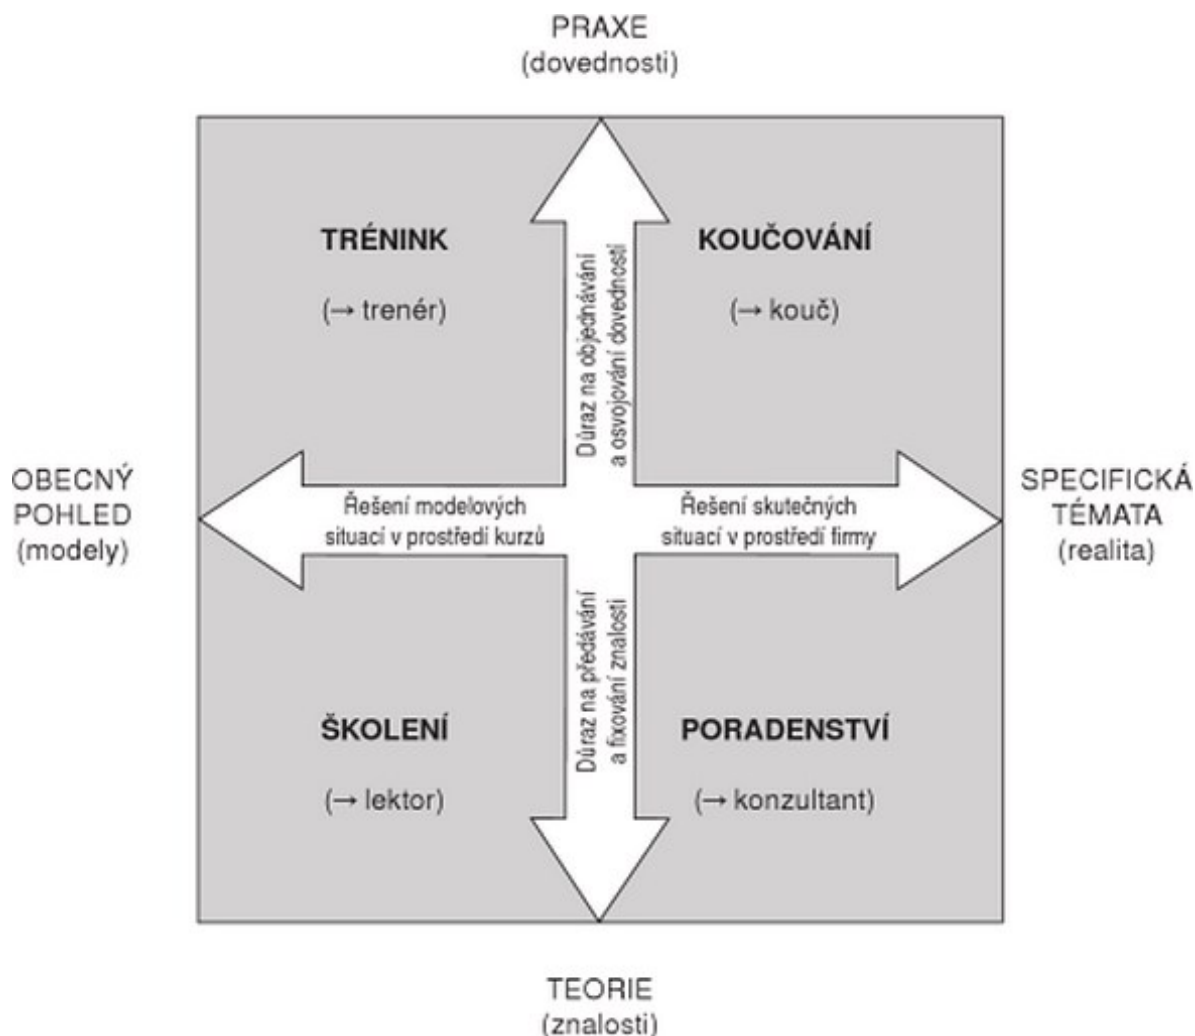 PRAXE
(dovednosti)
TRÉNINK
(→ trenér)
KOUČOVÁNÍ
(→ kouč)
Důraz na objednávání
a osvojování dovedností
OBECNÝ
POHLED
(modely)
Řešení modelových
situací v prostředí kurzů
Řešení skutečných
situací v prostředí firmy
SPECIFICKÁ
TÉMATA
(realita)
Důraz na předávání
a fixování znalosti
ŠKOLENÍ
(→ lektor)
PORADENSTVÍ
(→ konzultant)
TEORIE
(znalosti)